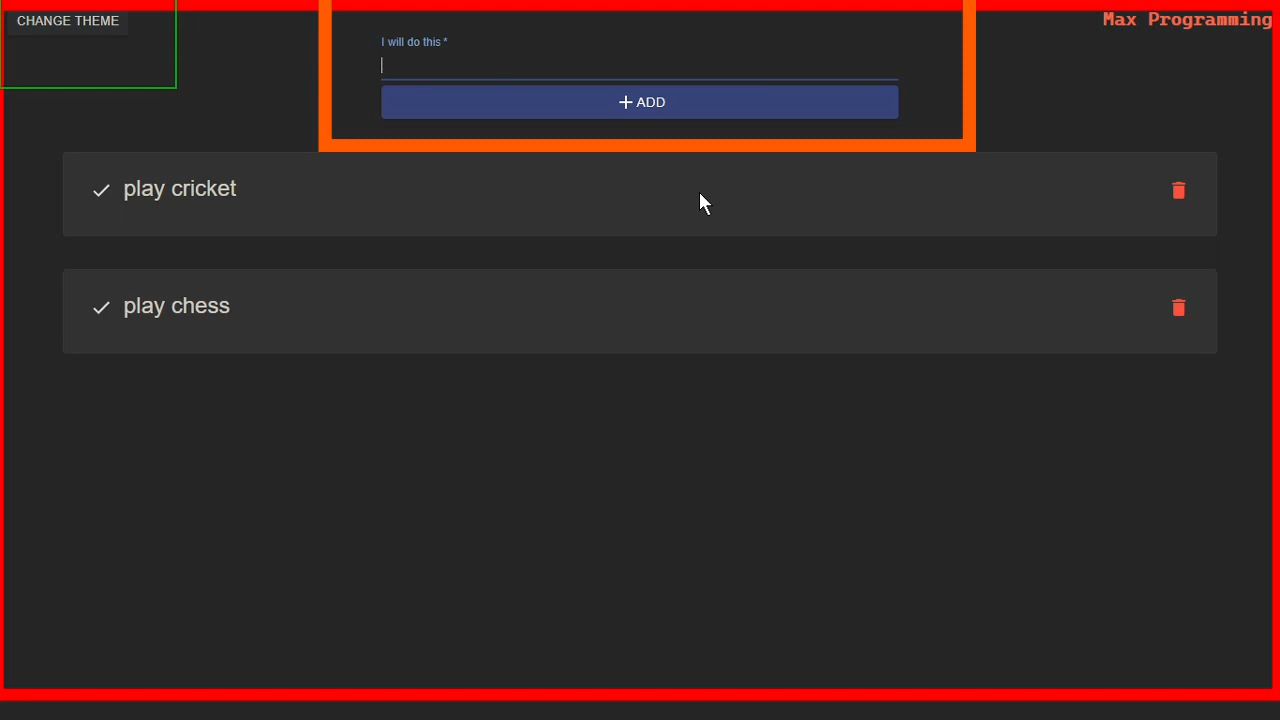 CHANGE THEME
Max Programming
I will do this *
ADD
play cricket
play chess